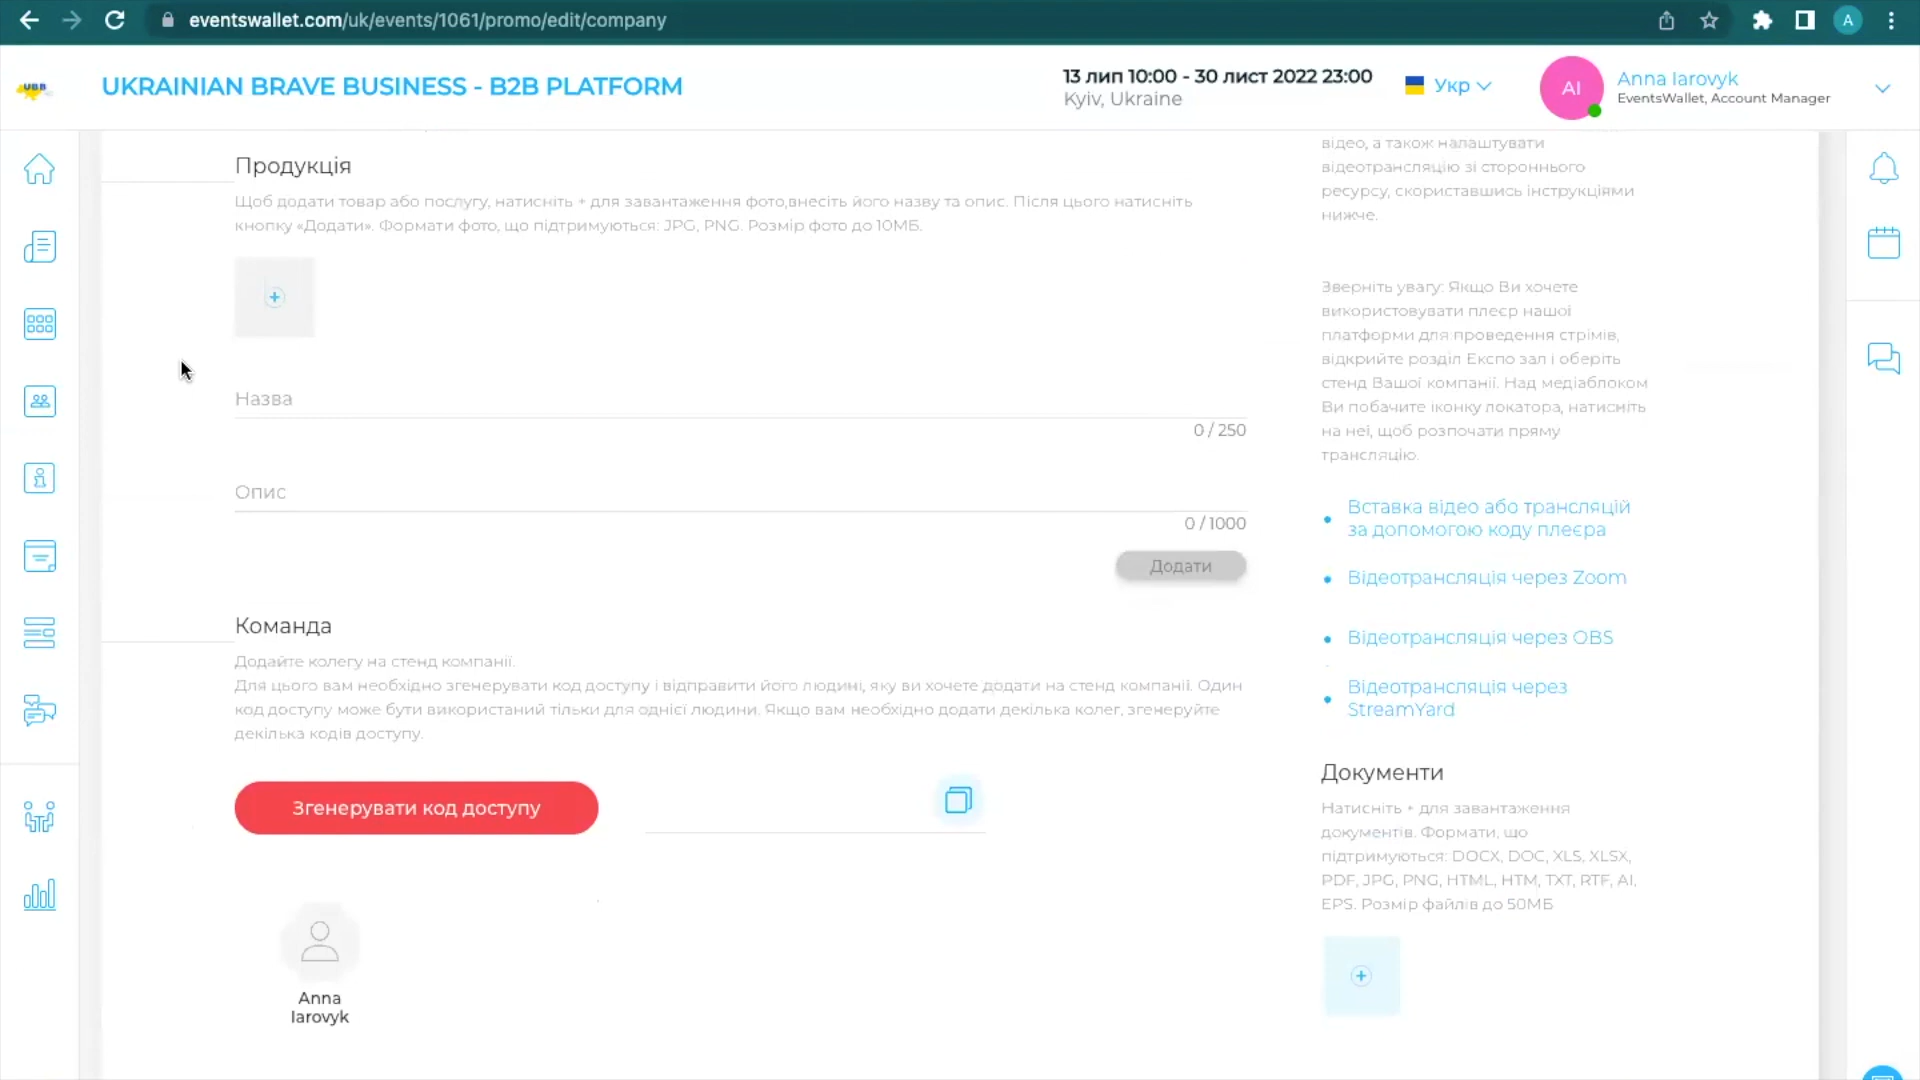 eventswallet.com/uk/events/1061/promo/edit/company
A
UBB
UKRAINIAN BRAVE BUSINESS - B2B PLATFORM
13 лип 10:00 - 30 лист 2022 23:00
Kyiv, Ukraine
Укр
AI
Anna Iarovyk
EventsWallet, Account Manager
Продукція
Щоб додати товар або послугу, натисніть + для завантаження фото,внесіть його назву та опис. Після цього натисніть
кнопку «Додати». Формати фото, що підтримуються: JPG, PNG. Розмір фото до 10МБ.
Назва
0 / 250
Опис
0 / 1000
Додати
Команда
Додайте колегу на стенд компанії.
Для цього вам необхідно згенерувати код доступу і відправити його людині, яку ви хочете додати на стенд компанії. Один
код доступу може бути використаний тільки для однієї людини. Якщо вам необхідно додати декілька колег, згенеруйте
декілька кодів доступу.
Згенерувати код доступу
Anna
Iarovyk
відео, а також налаштувати
відеотрансляцію зі стороннього
ресурсу, скориставшись інструкціями
нижче.
Зверніть увагу: Якщо Ви хочете
використовувати плеєр нашої
платформи для проведення стрімів,
відкрийте розділ Експо зал і оберіть
стенд Вашої компанії. Над медіаблоком
Ви побачите іконку локатора, натисніть
на неї, щоб розпочати пряму
трансляцію.
Вставка відео або трансляцій
за допомогою коду плеєра
Відеотрансляція через Zoom
Відеотрансляція через OBS
Відеотрансляція через
StreamYard
Документи
Натисніть + для завантаження
документів. Формати, що
підтримуються: DOCX, DOC, XLS, XLSX,
PDF, JPG, PNG, HTML, HTM, TXT, RTF, AI,
EPS. Розмір файлів до 50МБ